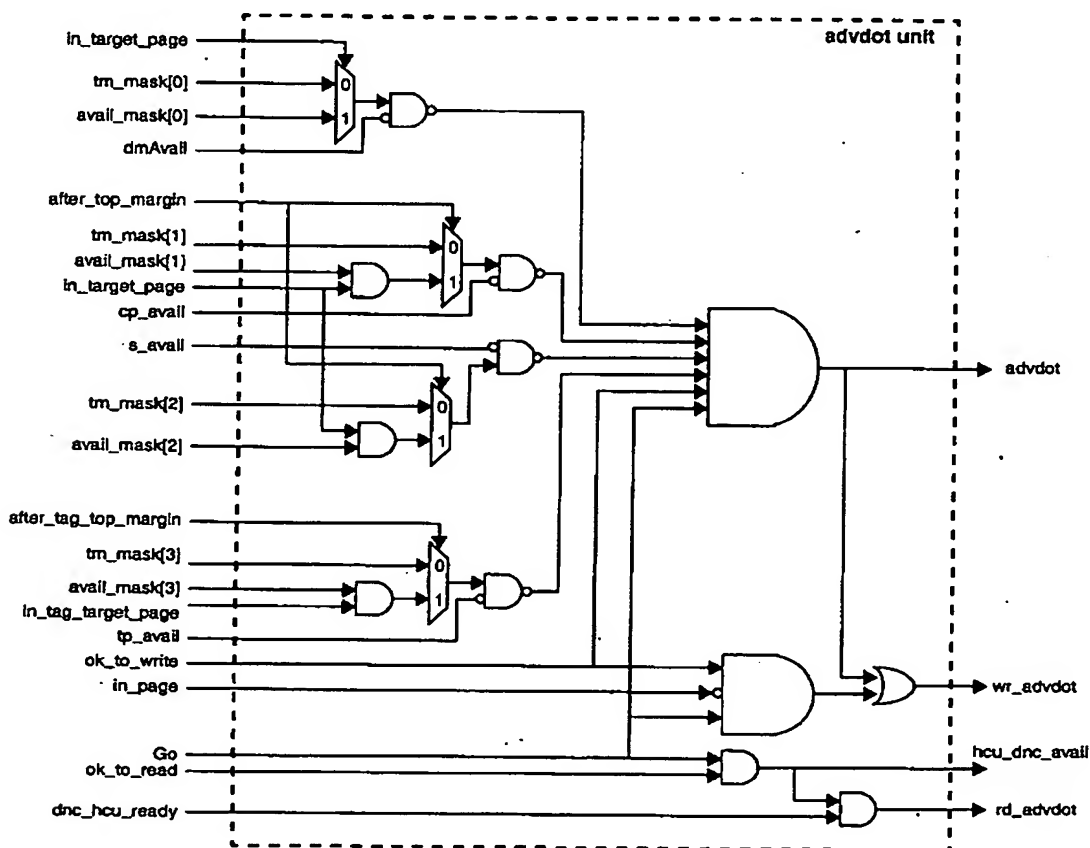 in_target_page
advdot unit
tm_mask[0]
0
avail_mask[0]
1
dmAvail
after_top_margin
tm_mask[1]
0
avail_mask[1]
in_target_page
1
cp_avail
s_avail
tm_mask[2]
0
avail_mask[2]
1
advdot
after_tag_top_margin
tm_mask[3]
0
avail_mask[3]
in_tag_target_page
1
tp_avail
ok_to_write
in_page
wr_advdot
Go
hcu_dnc_avail
ok_to_read
dnc_hcu_ready
rd_advdot